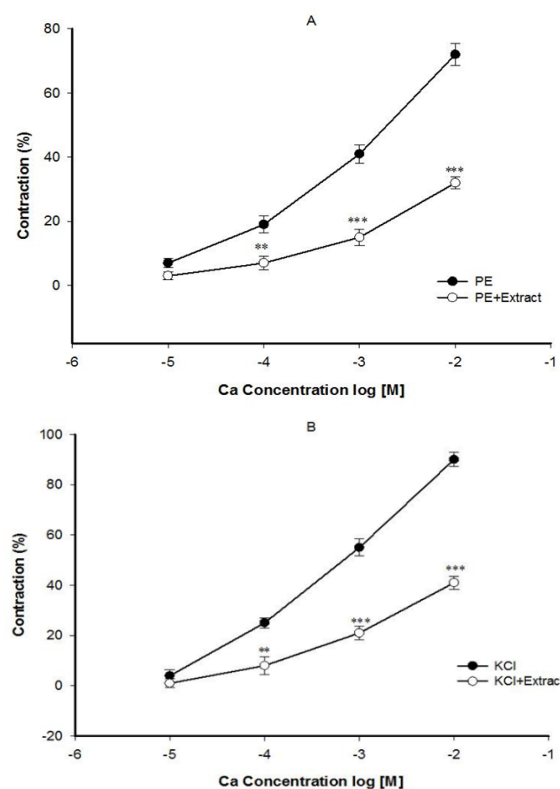 A
80
60
40
20
0
Contraction (%)
**
***
***
PE
PE+Extract
-6 -5 -4 -3 -2 -1
Ca Concentration log [M]
B
100
80
60
40
20
0
-20
Contraction (%)
**
***
***
KCl
KCl+Extrac
-6 -5 -4 -3 -2 -1
Ca Concentration log [M]